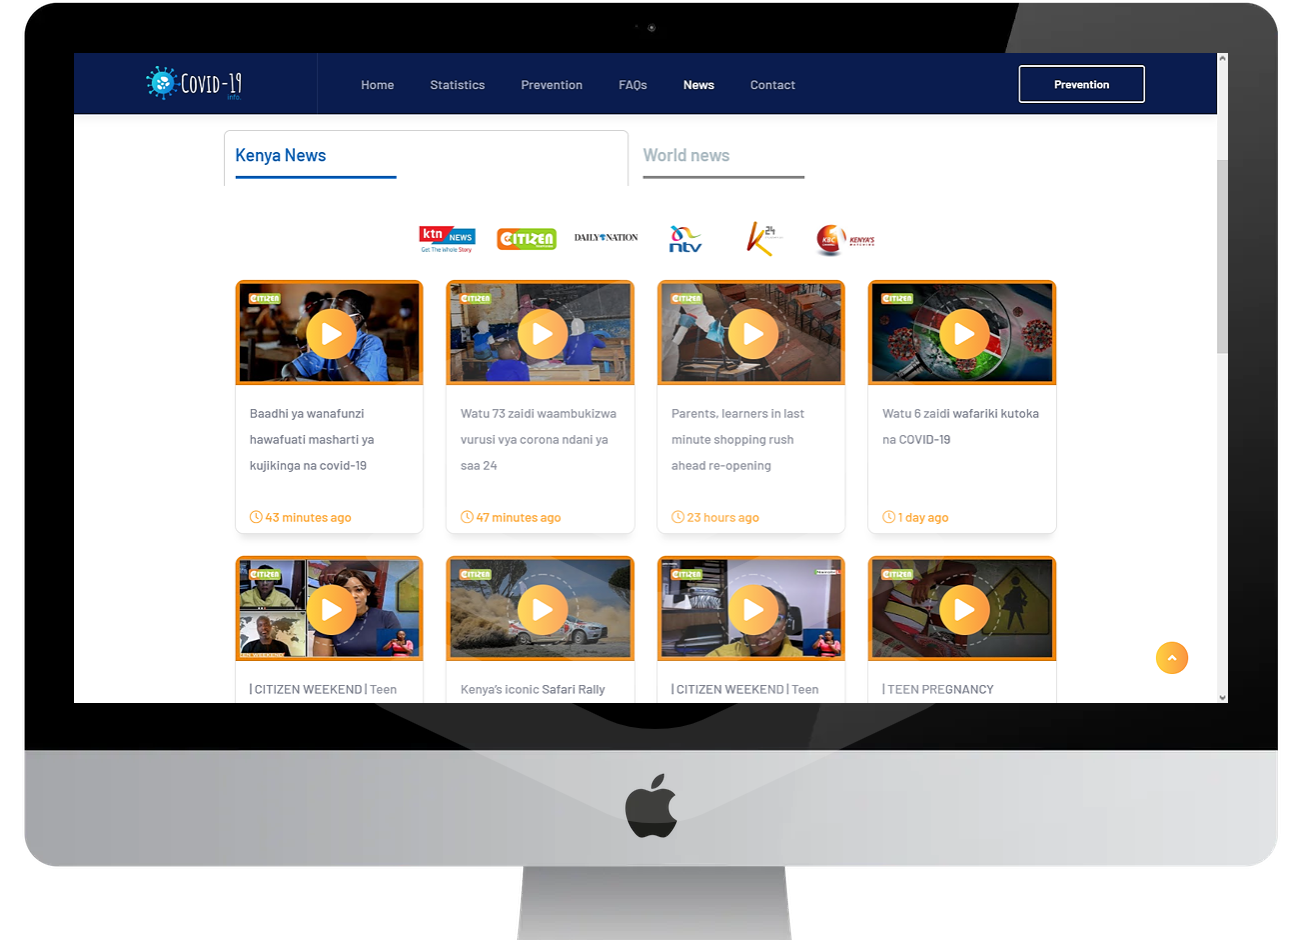 COVID-19
info.
Home
Statistics
Prevention
FAQs
News
Contact
Prevention
Kenya News
World news
ktn NEWS
Get The Whole Story
CITIZEN
DAILY NATION
ntv
K24
KBC
KENYA'S
CITIZEN
CITIZEN
CITIZEN
CITIZEN
Baadhi ya wanafunzi
hawafuati masharti ya
kujikinga na covid-19
43 minutes ago
Watu 73 zaidi waambukizwa
vurusi vya corona ndani ya
saa 24
47 minutes ago
Parents, learners in last
minute shopping rush
ahead re-opening
23 hours ago
Watu 6 zaidi wafariki kutoka
na COVID-19
1 day ago
CITIZEN
CITIZEN
CITIZEN
CITIZEN
| CITIZEN WEEKEND | Teen
Kenya's iconic Safari Rally
| CITIZEN WEEKEND | Teen
| TEEN PREGNANCY